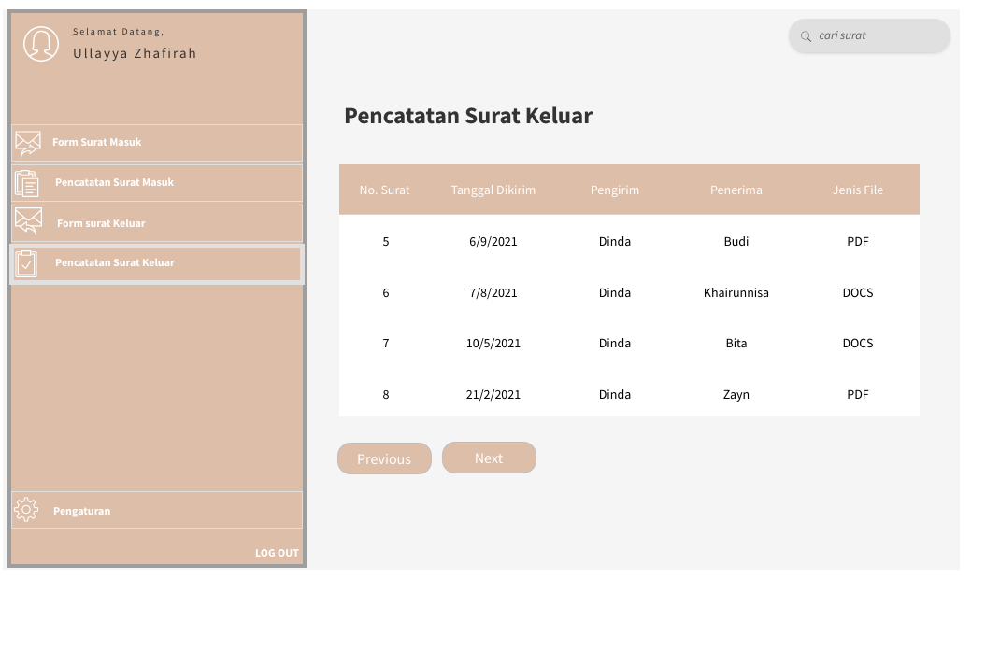 Selamat Datang,
Ullayya Zhafirah
Form Surat Masuk
Pencatatan Surat Masuk
Form surat Keluar
Pencatatan Surat Keluar
Pengaturan
LOG OUT
cari surat
Pencatatan Surat Keluar
No. Surat Tanggal Dikirim Pengirim Penerima Jenis File
5 6/9/2021 Dinda Budi PDF
6 7/8/2021 Dinda Khairunnisa DOCS
7 10/5/2021 Dinda Bita DOCS
8 21/2/2021 Dinda Zayn PDF
Previous Next